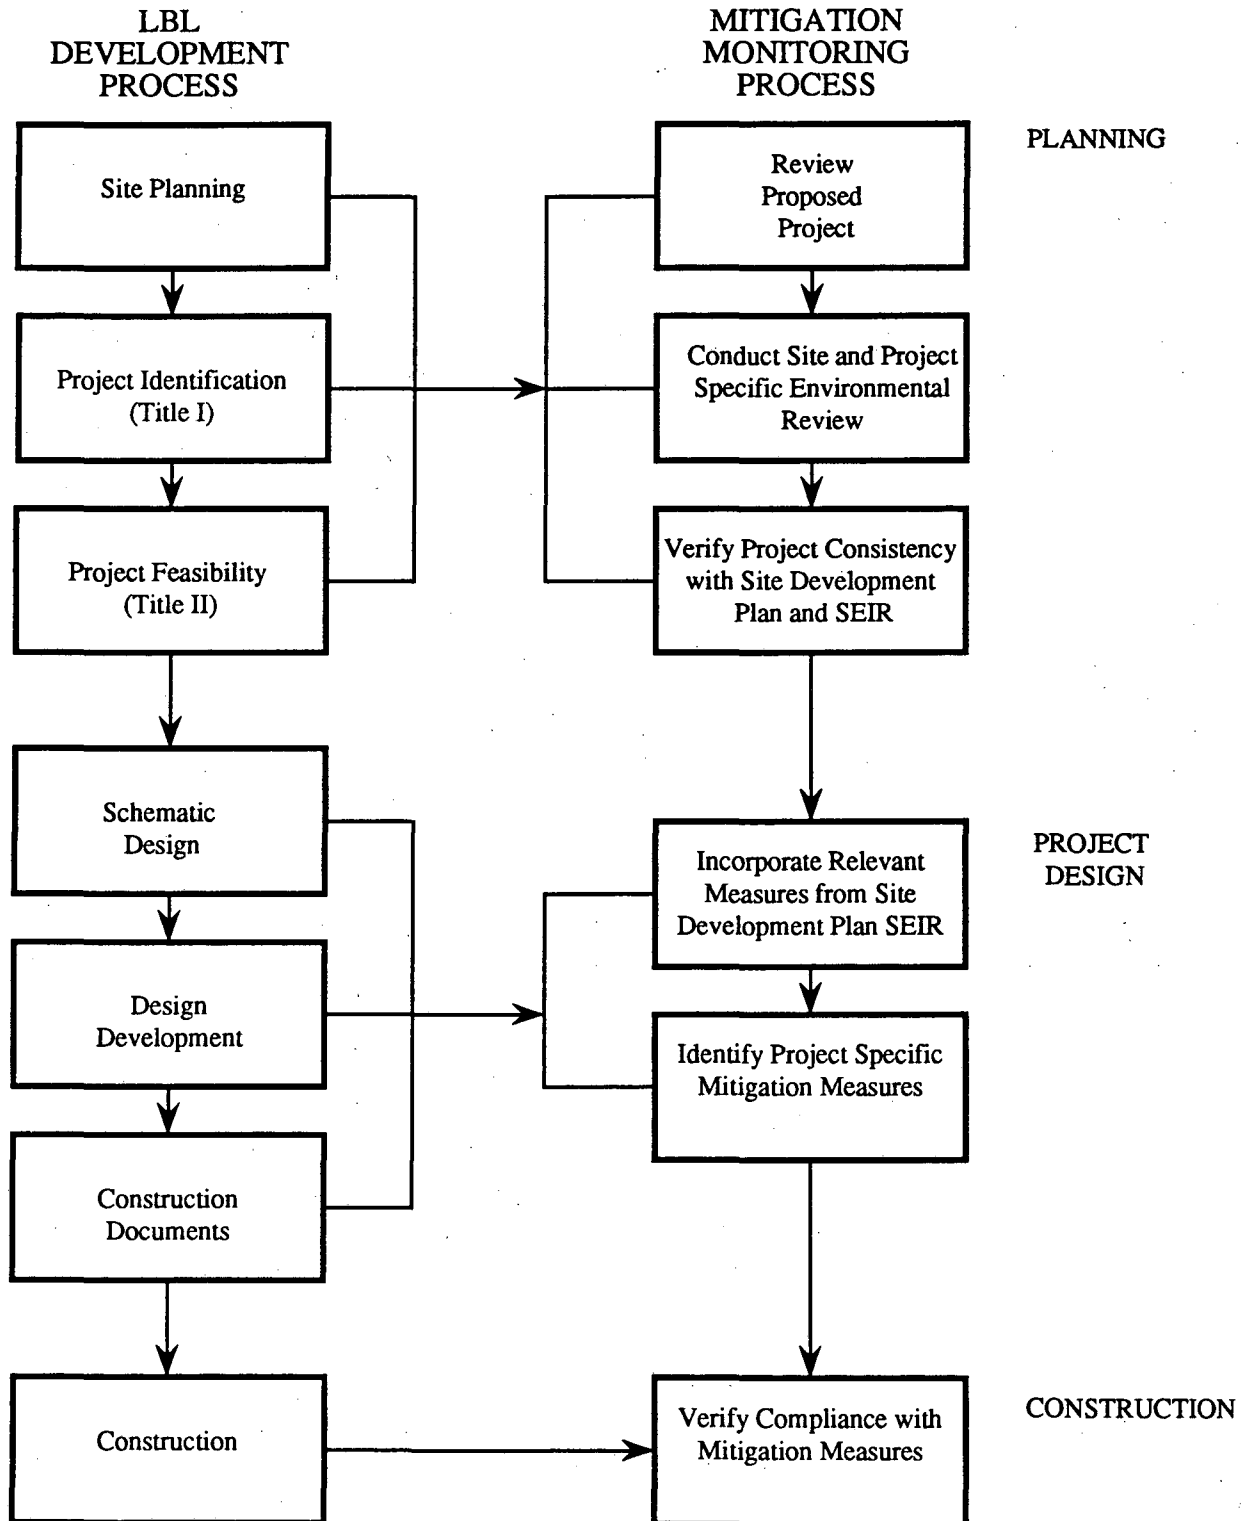 LBL
DEVELOPMENT
PROCESS
MITIGATION
MONITORING
PROCESS
PLANNING
Site Planning
Review
Proposed
Project
Project Identification
(Title I)
Conduct Site and Project
Specific Environmental
Review
Project Feasibility
(Title II)
Verify Project Consistency
with Site Development
Plan and SEIR
Schematic
Design
Incorporate Relevant
Measures from Site
Development Plan SEIR
PROJECT
DESIGN
Design
Development
Identify Project Specific
Mitigation Measures
Construction
Documents
Construction
Verify Compliance with
Mitigation Measures
CONSTRUCTION